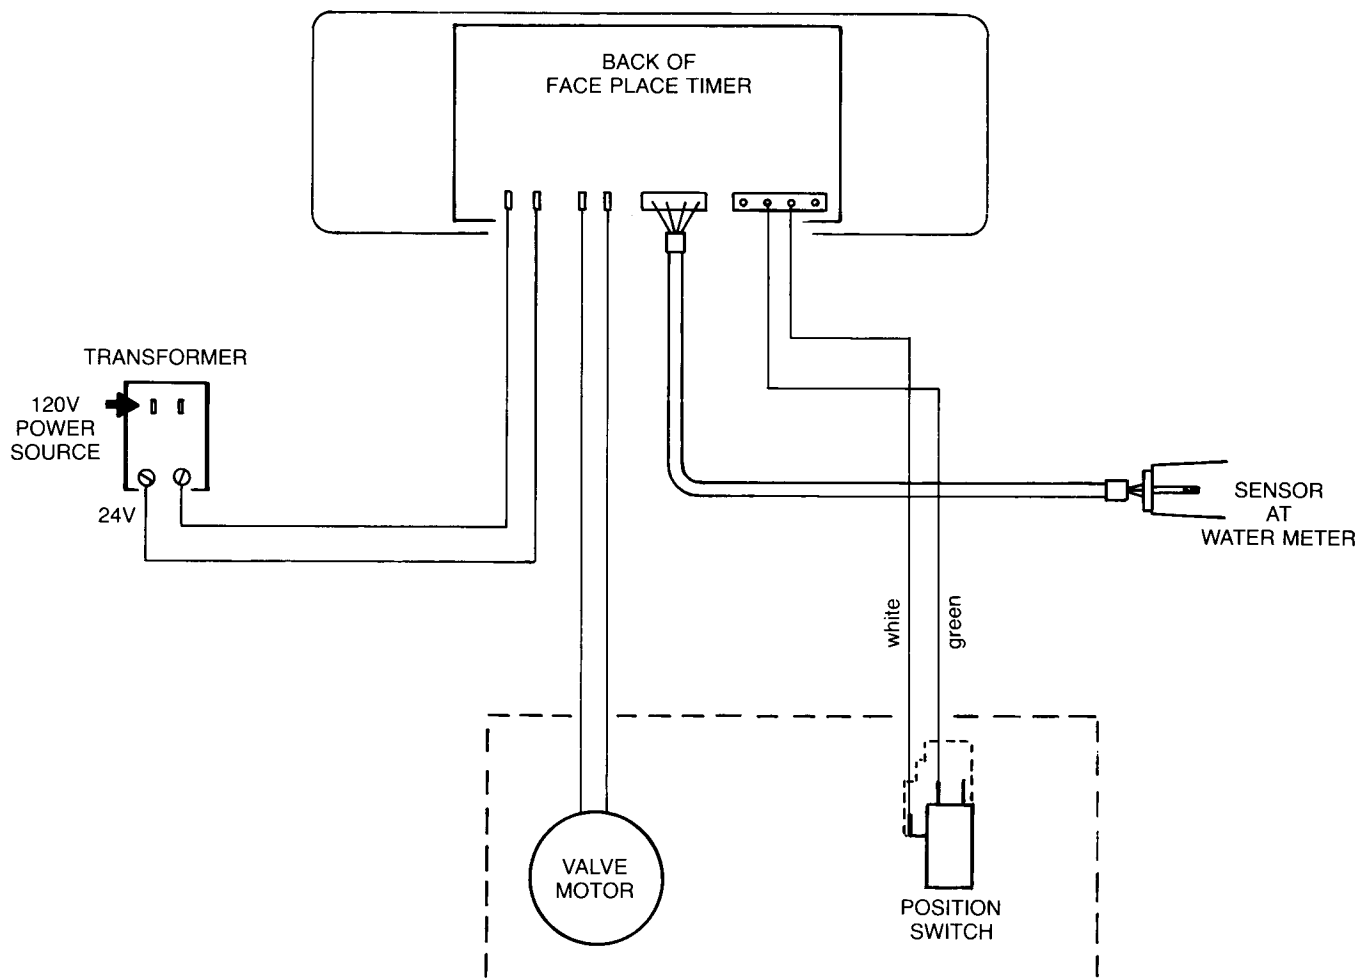 BACK OF
FACE PLACE TIMER
TRANSFORMER
120V
POWER
SOURCE
24V
SENSOR
AT
WATER METER
white
green
VALVE
MOTOR
POSITION
SWITCH